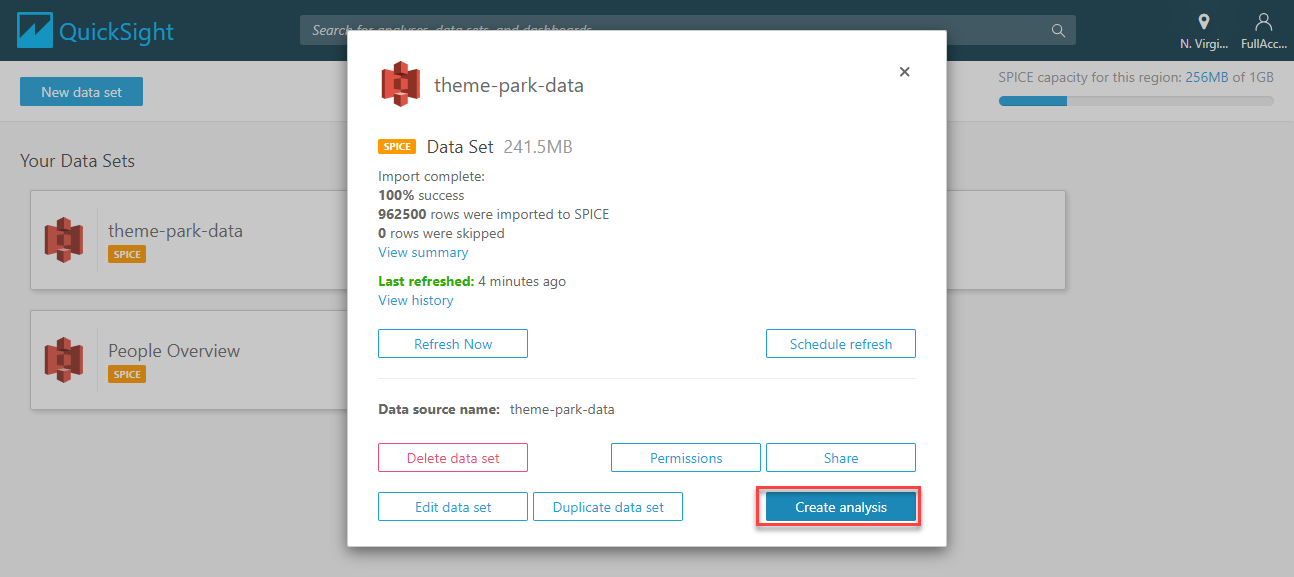 QuickSight
Search for analyses, data sets, and dashboards
N. Virgi...
FullAcc...
New data set
SPICE capacity for this region: 256MB of 1GB
Your Data Sets
theme-park-data
SPICE
People Overview
SPICE
theme-park-data
×
SPICE Data Set 241.5MB
Import complete:
100% success
962500 rows were imported to SPICE
0 rows were skipped
View summary
Last refreshed: 4 minutes ago
View history
Refresh Now
Schedule refresh
Data source name: theme-park-data
Delete data set
Permissions
Share
Edit data set
Duplicate data set
Create analysis